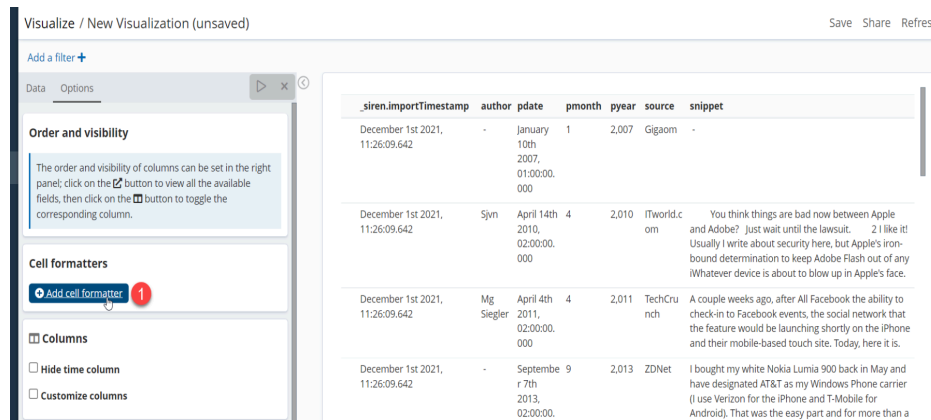 Visualize / New Visualization (unsaved)
Save Share Refres
Add a filter +
Data Options
Order and visibility
The order and visibility of columns can be set in the right
panel; click on the button to view all the available
fields, then click on the button to toggle the
corresponding column.
Cell formatters
Add cell formatter 1
Columns
Hide time column
Customize columns
_siren.importTimestamp author pdate pmonth pyear source snippet
December 1st 2021, - January 1 2,007 Gigaom -
11:26:09.642 10th
2007,
01:00:00.
000
December 1st 2021, Sjvn April 14th 4 2,010 ITworld.c You think things are bad now between Apple
11:26:09.642 2010, om and Adobe? Just wait until the lawsuit. 2 I like it!
02:00:00. Usually I write about security here, but Apple's iron-
000 bound determination to keep Adobe Flash out of any
iWhatever device is about to blow up in Apple's face.
December 1st 2021, Mg April 4th 4 2,011 TechCru A couple weeks ago, after All Facebook the ability to
11:26:09.642 Siegler 2011, nch check-in to Facebook events, the social network that
02:00:00. the feature would be launching shortly on the iPhone
000 and their mobile-based touch site. Today, here it is.
December 1st 2021, - Septembe 9 2,013 ZDNet I bought my white Nokia Lumia 900 back in May and
11:26:09.642 r 7th have designated AT&T as my Windows Phone carrier
2013, (I use Verizon for the iPhone and T-Mobile for
02:00:00. Android). That was the easy part and for more than a